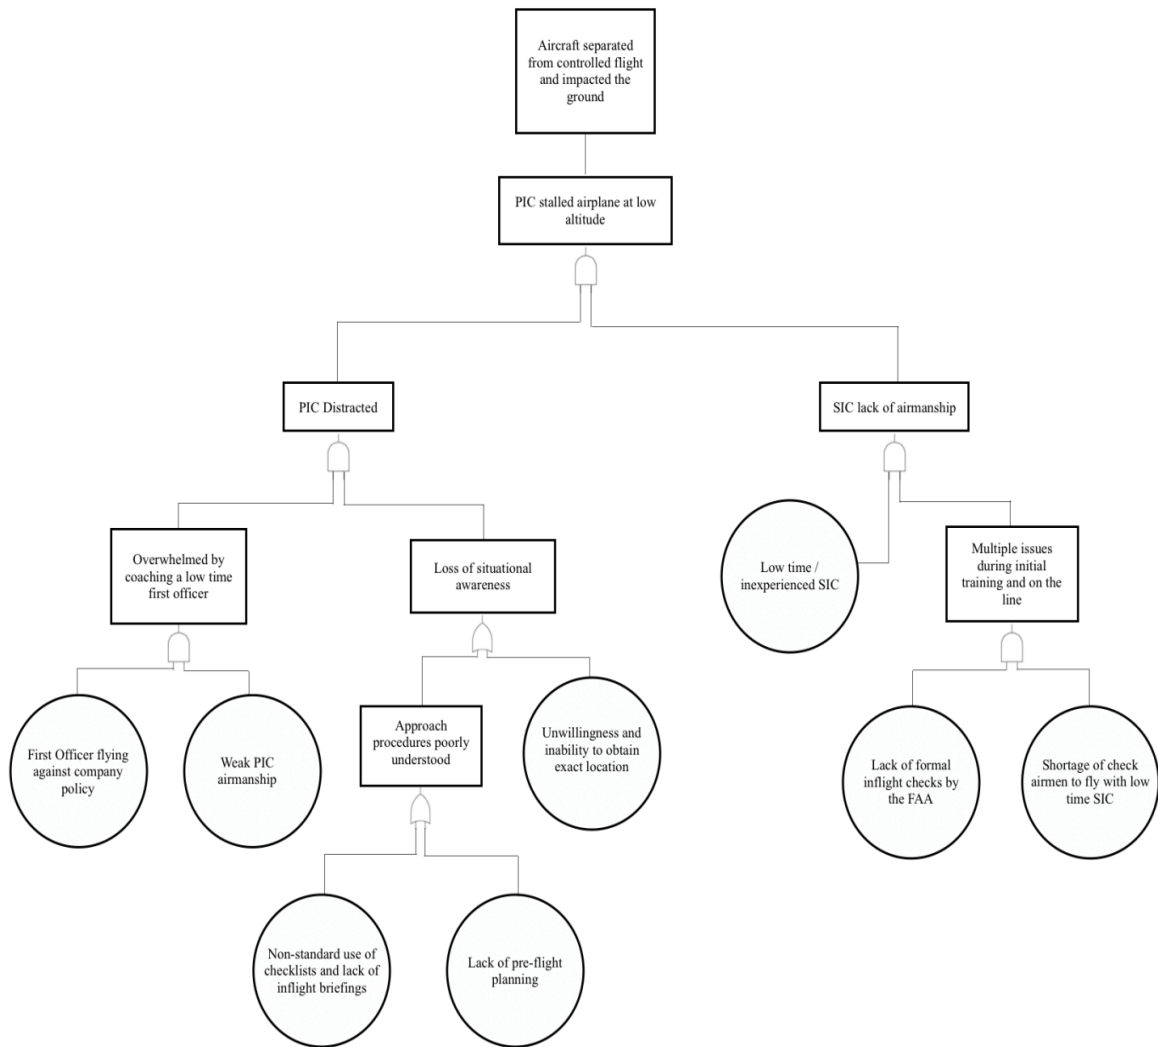 Aircraft separated
from controlled flight
and impacted the
ground
PIC stalled airplane at low
altitude
PIC Distracted
SIC lack of airmanship
Overwhelmed by
coaching a low time
first officer
Loss of situational
awareness
Low time /
inexperienced SIC
Multiple issues
during initial
training and on the
line
First Officer flying
against company
policy
Weak PIC
airmanship
Approach
procedures poorly
understood
Unwillingness and
inability to obtain
exact location
Lack of formal
inflight checks by
the FAA
Shortage of check
airmen to fly with low
time SIC
Non-standard use of
checklists and lack of
inflight briefings
Lack of pre-flight
planning